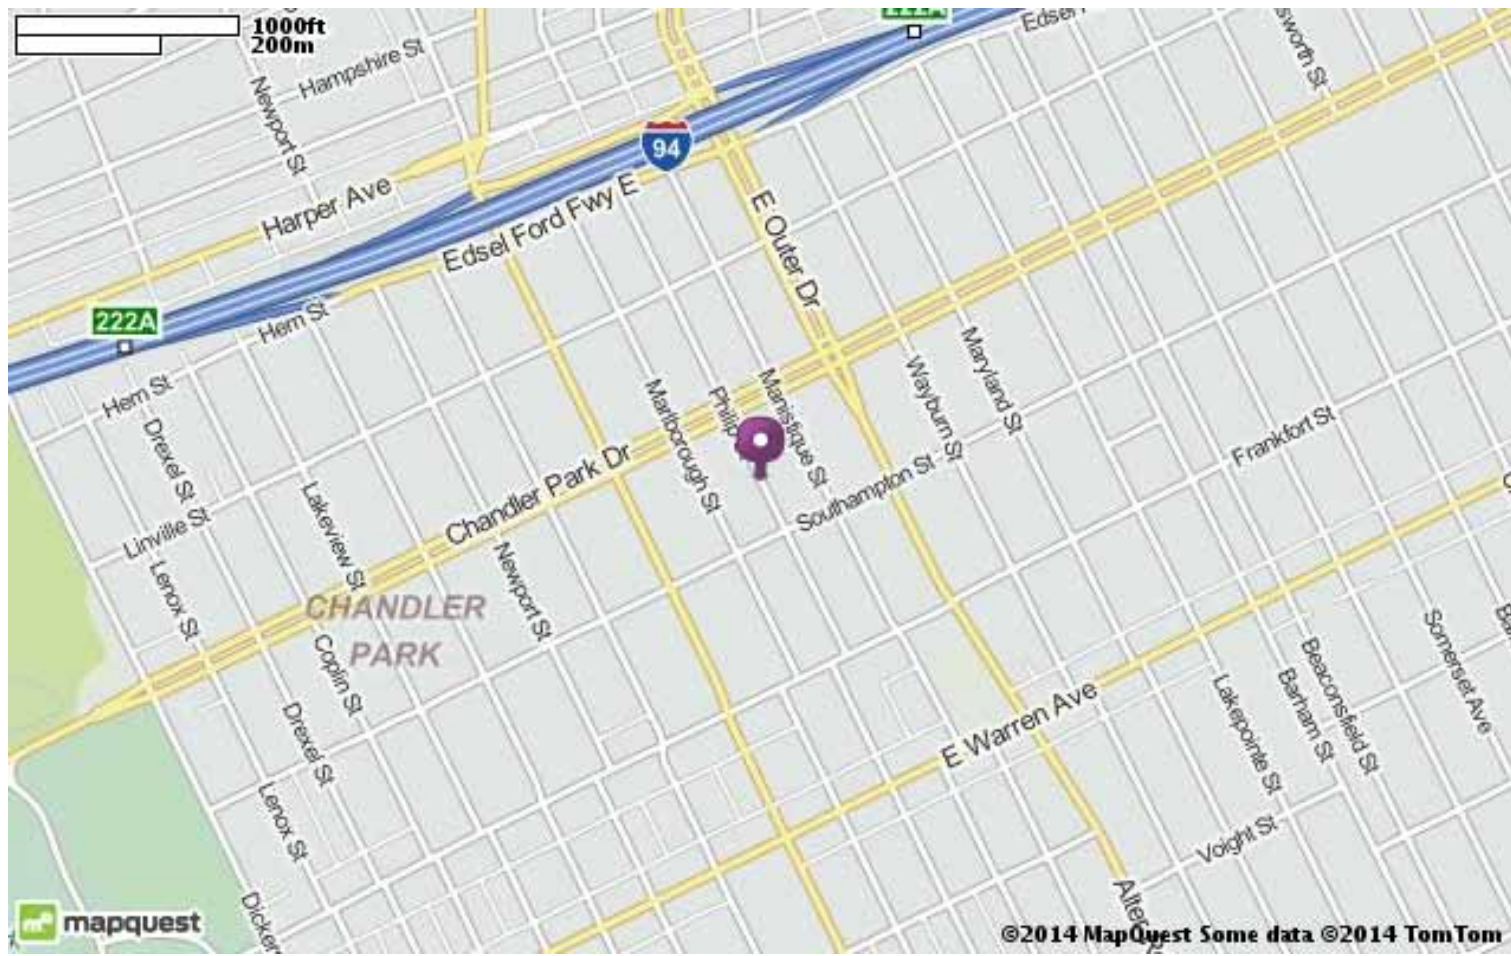 1000ft
200m
Hampshire St
Newport St
Harper Ave
94
Edsel Ford Fwy E
E Outer Dr
222A
Hern St
Hern St
Drexel St
Linville St
Lenox St
Lakeview St
Chandler Park Dr
Newport St
Marlborough St
Manistique St
Wayburn St
Maryland St
Southampton St
Frankfort St
CHANDLER
PARK
Coplin St
Drexel St
Lenox St
E Warren Ave
Lakepointe St
Barham St
Beaconsfield St
Somerset Ave
Voight St
mapquest
©2014 MapQuest Some data ©2014 TomTom